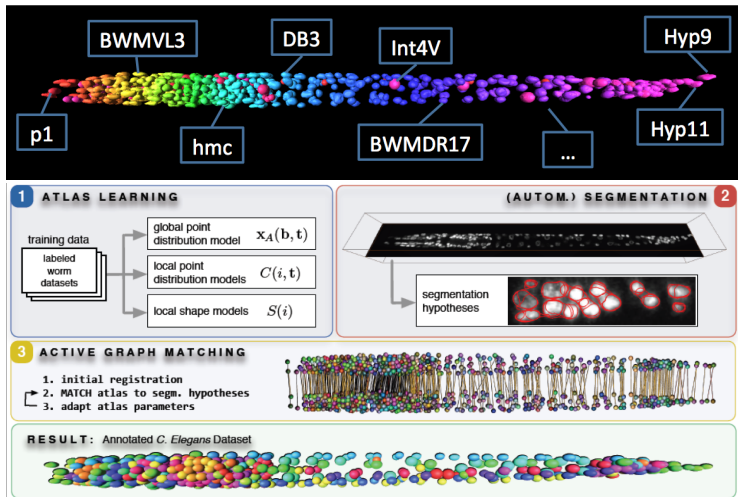 BWMVL3
DB3
Int4V
Hyp9
p1
hmc
BWMDR17
...
Hyp11
1 ATLAS LEARNING
training data
labeled
worm
datasets
global point
distribution model x_A(b,t)
local point
distribution models C(i,t)
local shape models S(i)
(AUTOM.) SEGMENTATION 2
segmentation
hypotheses
3 ACTIVE GRAPH MATCHING
1. initial registration
2. MATCH atlas to segm. hypotheses
3. adapt atlas parameters
RESULT: Annotated C. Elegans Dataset